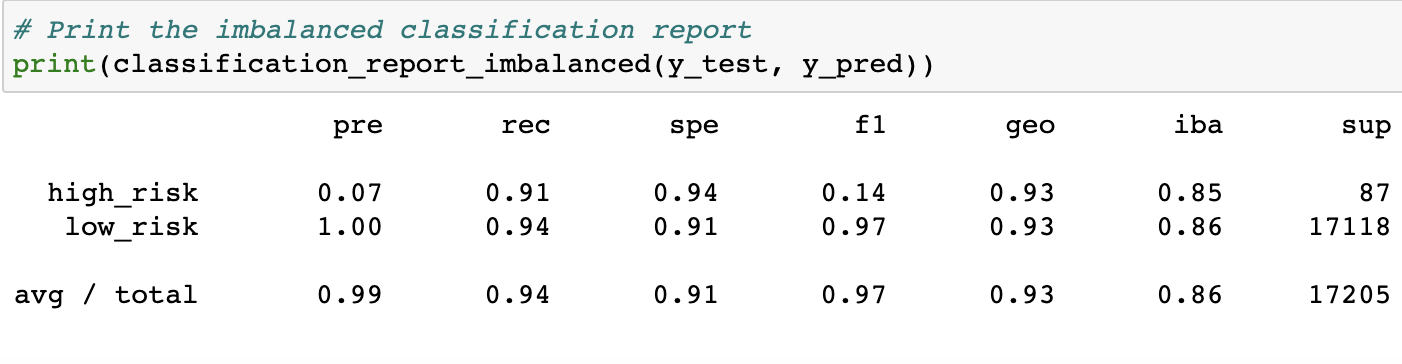 # Print the imbalanced classification report
print(classification_report_imbalanced(y_test, y_pred))
pre rec spe f1 geo iba sup
high_risk 0.07 0.91 0.94 0.14 0.93 0.85 87
low_risk 1.00 0.94 0.91 0.97 0.93 0.86 17118
avg / total 0.99 0.94 0.91 0.97 0.93 0.86 17205